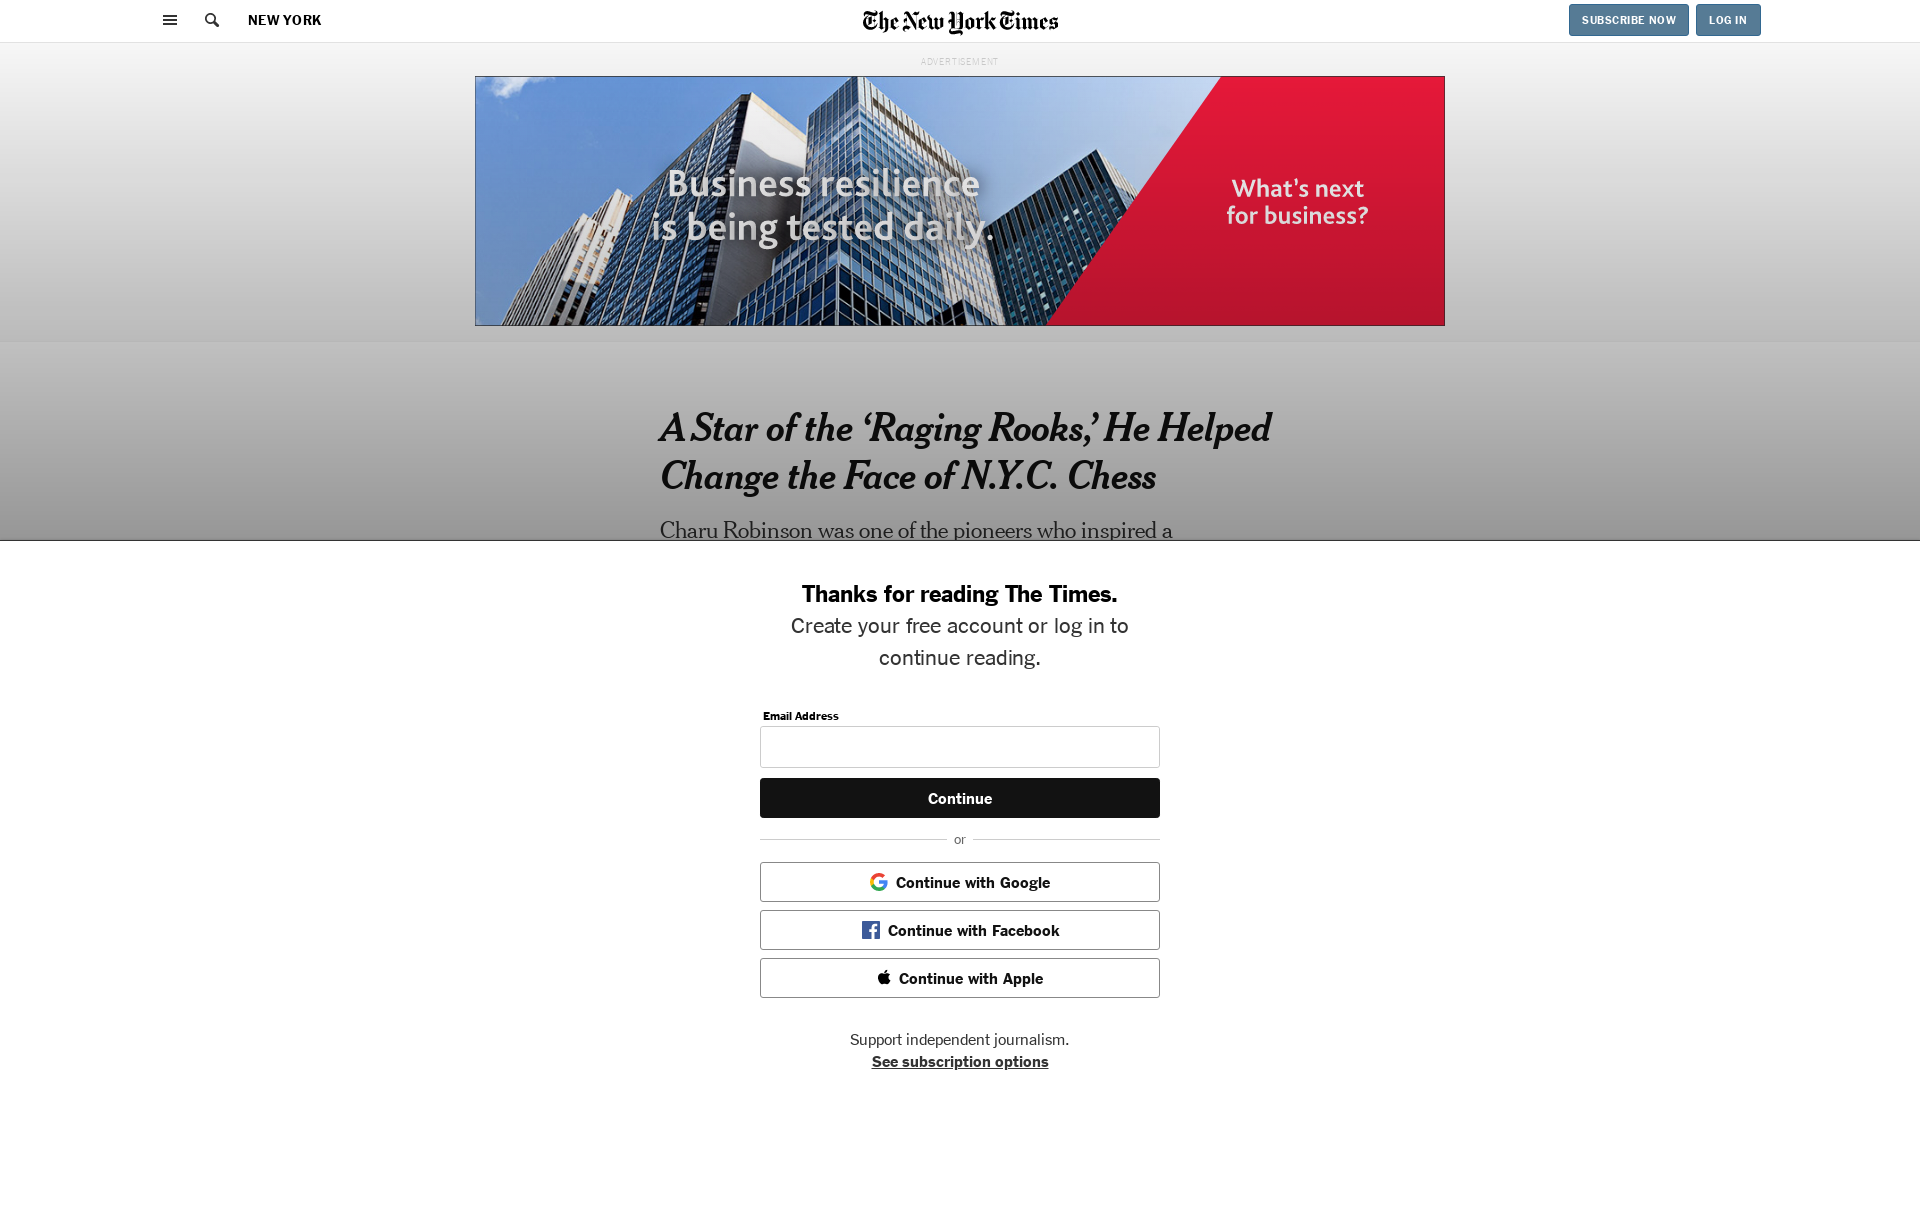 NEW YORK
The New York Times
SUBSCRIBE NOW
LOG IN
ADVERTISEMENT
Business resilience
is being tested daily.
What's next
for business?
A Star of the ‘Raging Rooks,’ He Helped
Change the Face of N.Y.C. Chess
Charu Robinson was one of the pioneers who inspired a
Thanks for reading The Times.
Create your free account or log in to
continue reading.
Email Address
Continue
or
Continue with Google
Continue with Facebook
Continue with Apple
Support independent journalism.
See subscription options